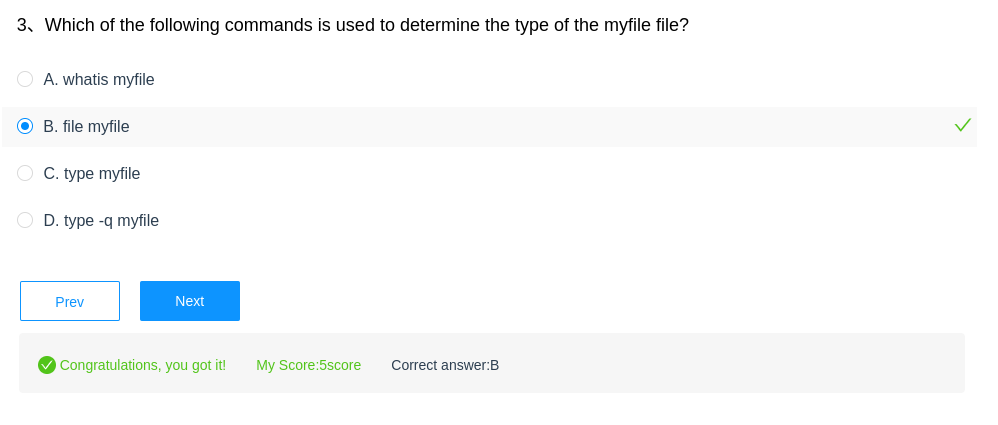 3、Which of the following commands is used to determine the type of the myfile file?
A. whatis myfile
B. file myfile
C. type myfile
D. type -q myfile
Prev Next
Congratulations, you got it! My Score:5score Correct answer:B